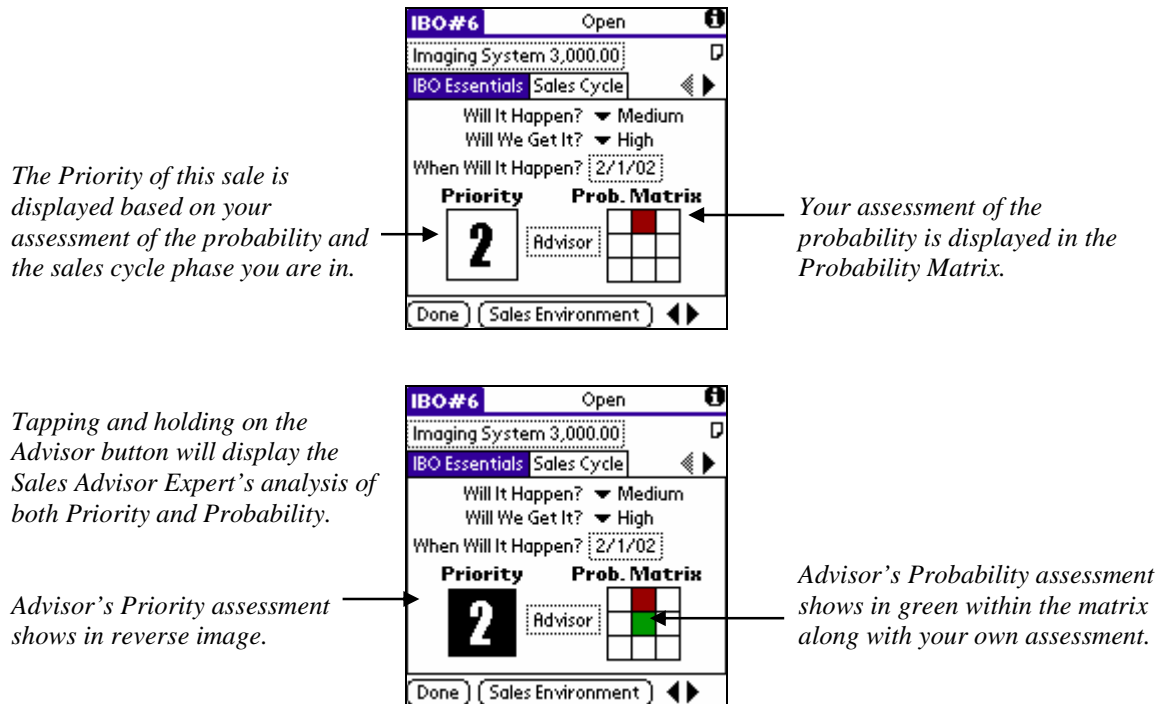 IBO#6 Open
Imaging System 3,000.00
IBO Essentials Sales Cycle
Will It Happen? Medium
Will We Get It? High
When Will It Happen? 2/1/02
Priority Prob. Matrix
2 Advisor
Done Sales Environment
The Priority of this sale is
displayed based on your
assessment of the probability and
the sales cycle phase you are in.
Your assessment of the
probability is displayed in the
Probability Matrix.
IBO#6 Open
Imaging System 3,000.00
IBO Essentials Sales Cycle
Will It Happen? Medium
Will We Get It? High
When Will It Happen? 2/1/02
Priority Prob. Matrix
2 Advisor
Done Sales Environment
Tapping and holding on the
Advisor button will display the
Sales Advisor Expert's analysis of
both Priority and Probability.
Advisor's Priority assessment
shows in reverse image.
Advisor's Probability assessment
shows in green within the matrix
along with your own assessment.